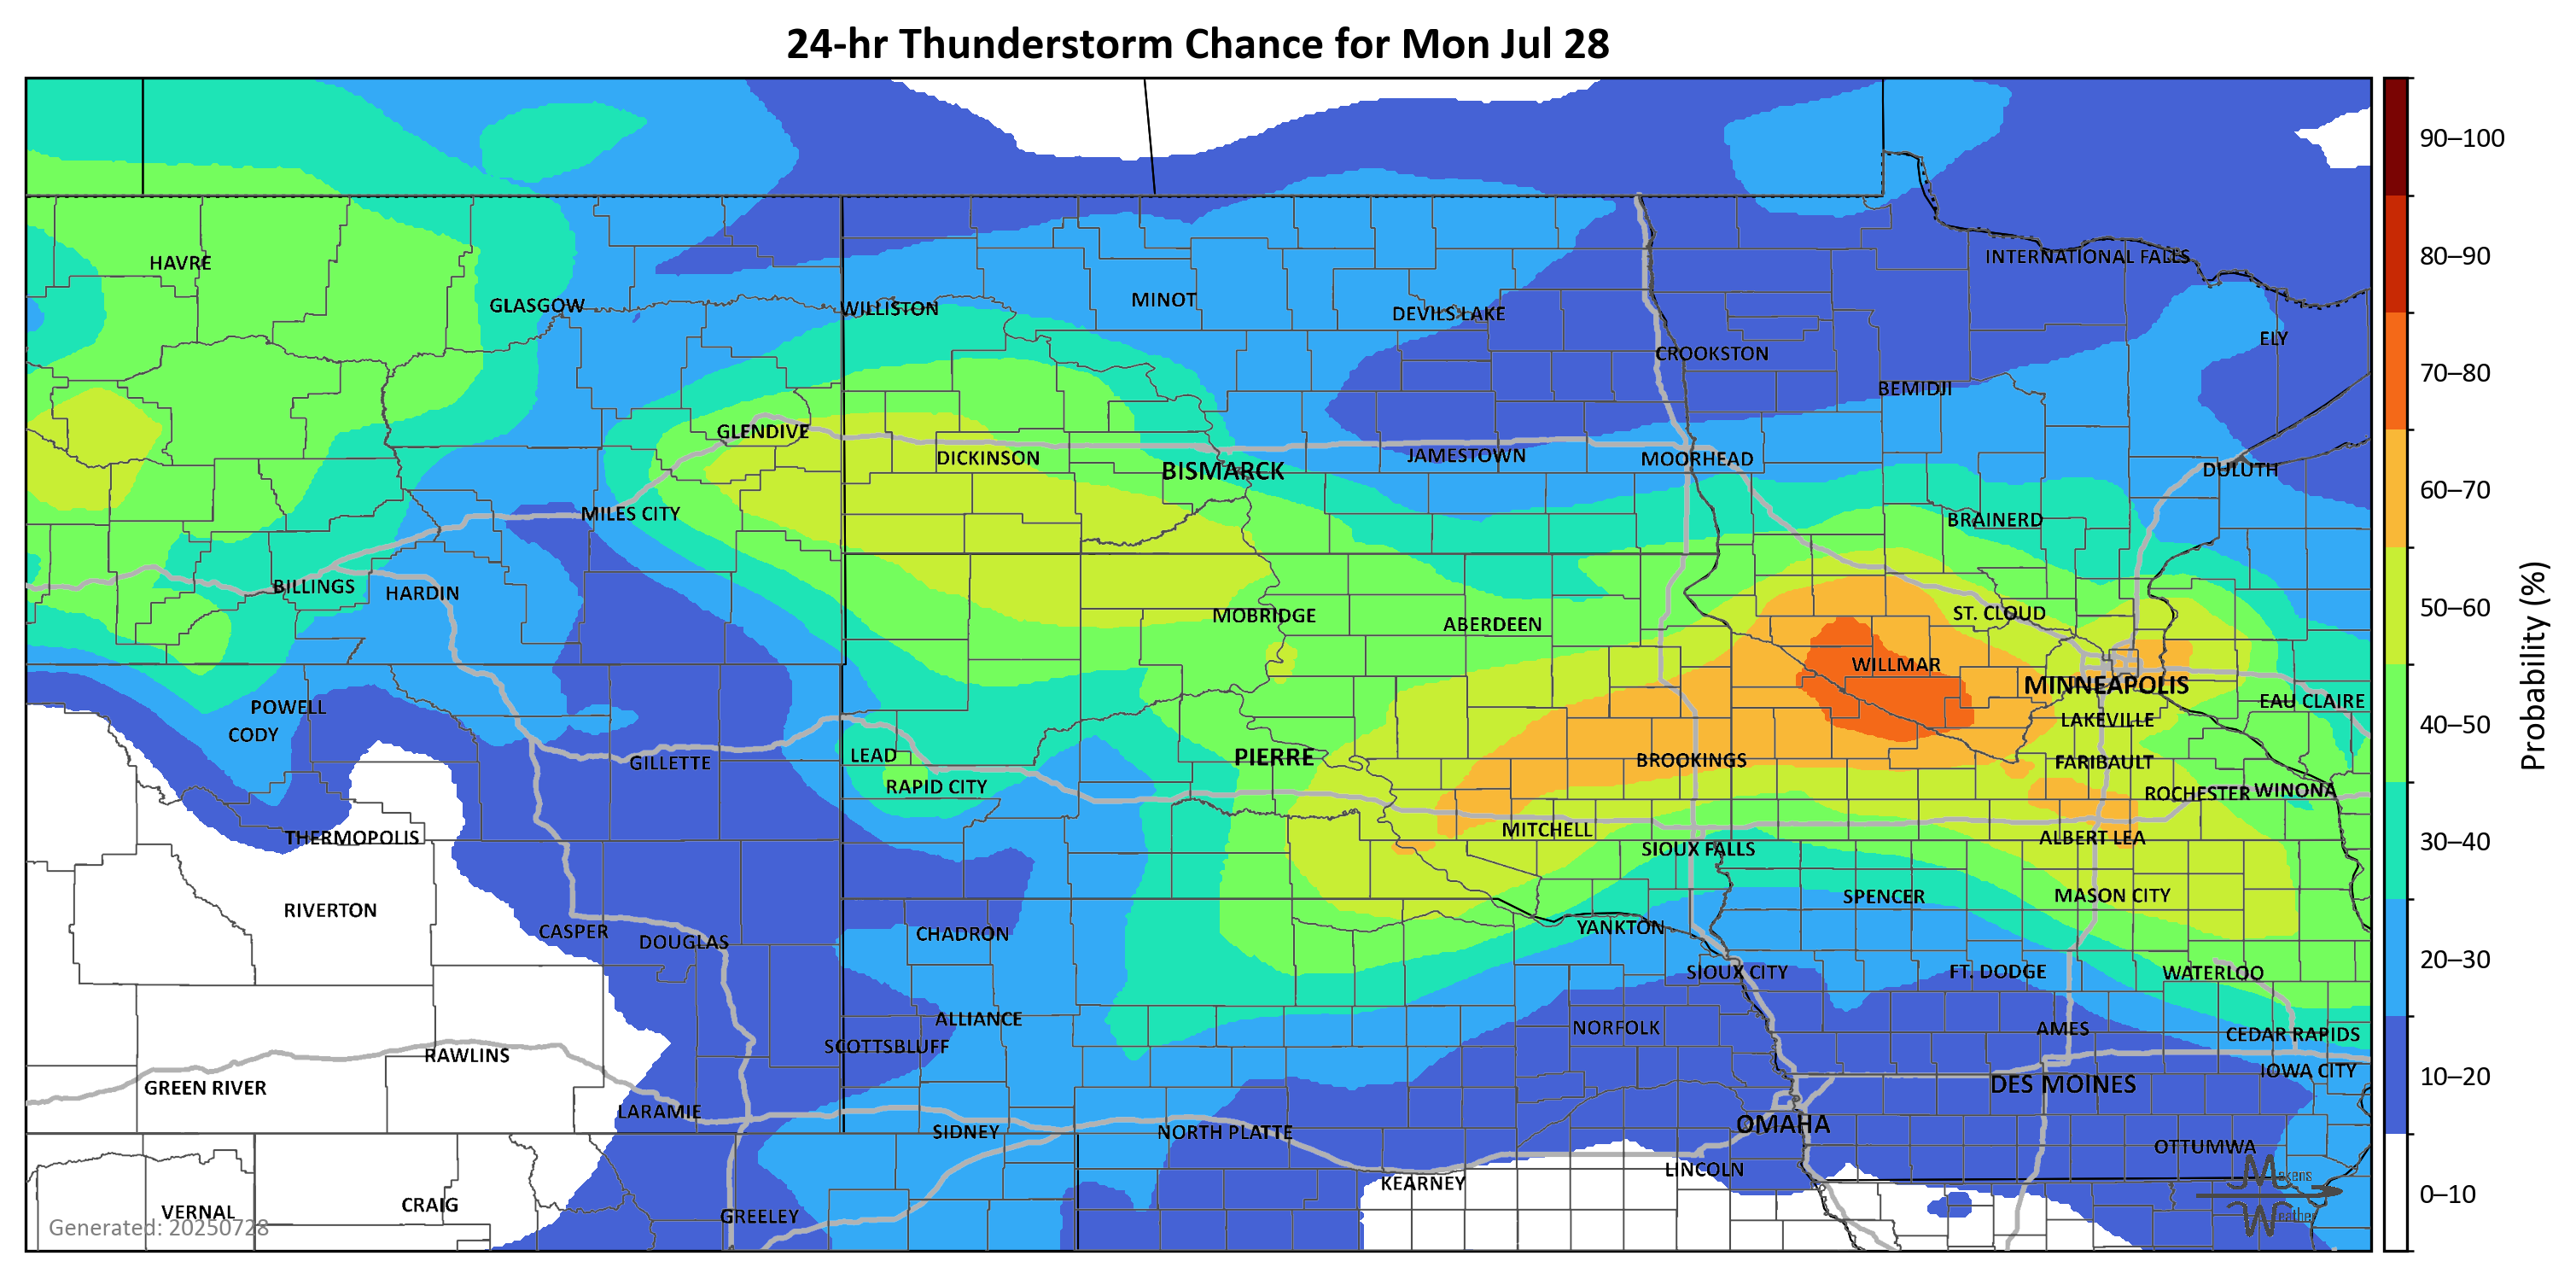 24-hr Thunderstorm Chance for Mon Jul 28
90–100
HAVRE
INTERNATIONAL FALLS
80–90
GLASGOW
WILLISTON
MINOT
DEVILS LAKE
ELY
CROOKSTON
70–80
BEMIDJI
GLENDIVE
DICKINSON
BISMARCK
JAMESTOWN
MOORHEAD
DULUTH
60–70
MILES CITY
BRAINERD
BILLINGS
HARDIN
MOBRIDGE
ABERDEEN
ST. CLOUD
50–60
WILLMAR
MINNEAPOLIS
Probability (%)
POWELL
EAU CLAIRE
CODY
LAKEVILLE
40–50
LEAD
PIERRE
GILLETTE
BROOKINGS
FARIBAULT
RAPID CITY
ROCHESTER
WINONA
THERMOPOLIS
MITCHELL
ALBERT LEA
30–40
SIOUX FALLS
RIVERTON
SPENCER
MASON CITY
CASPER
DOUGLAS
CHADRON
YANKTON
SIOUX CITY
FT. DODGE
WATERLOO
20–30
ALLIANCE
NORFOLK
AMES
CEDAR RAPIDS
SCOTTSBLUFF
RAWLINS
IOWA CITY
GREEN RIVER
DES MOINES
10–20
LARAMIE
SIDNEY
NORTH PLATTE
OMAHA
OTTUMWA
LINCOLN
KEARNEY
Makens
Weather
0–10
VERNAL
CRAIG
GREELEY
Generated: 20250728